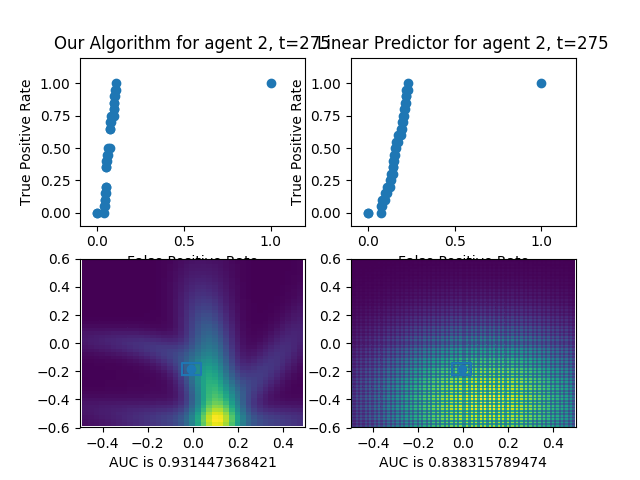 Our Algorithm for agent 2, t=275
Linear Predictor for agent 2, t=275
True Positive Rate
1.00
0.75
0.50
0.25
0.00
0.0 0.5 1.0
False Positive Rate
True Positive Rate
1.00
0.75
0.50
0.25
0.00
0.0 0.5 1.0
False Positive Rate
0.6
0.4
0.2
0.0
−0.2
−0.4
−0.6
−0.4 −0.2 0.0 0.2 0.4
AUC is 0.931447368421
0.6
0.4
0.2
0.0
−0.2
−0.4
−0.6
−0.4 −0.2 0.0 0.2 0.4
AUC is 0.838315789474